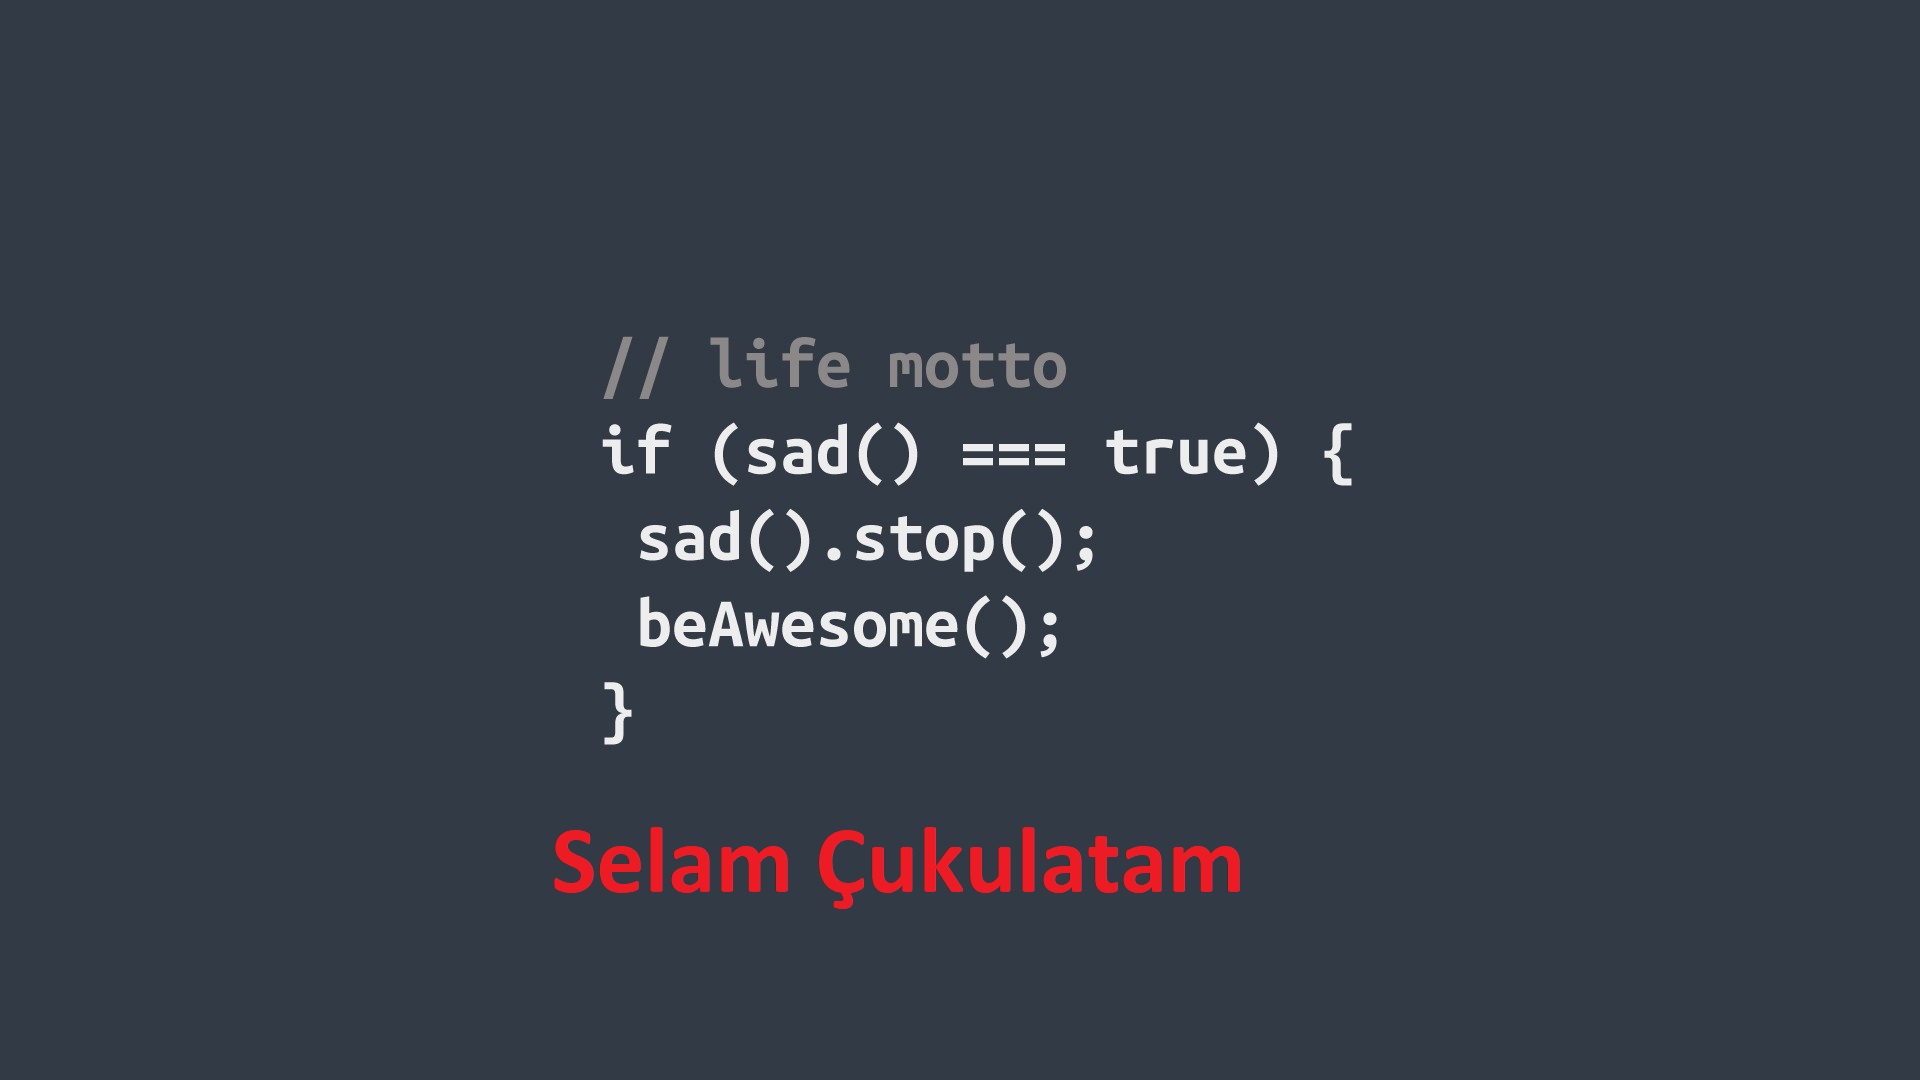 // life motto
if (sad() === true) {
 sad().stop();
 beAwesome();
}
Selam Çukulatam